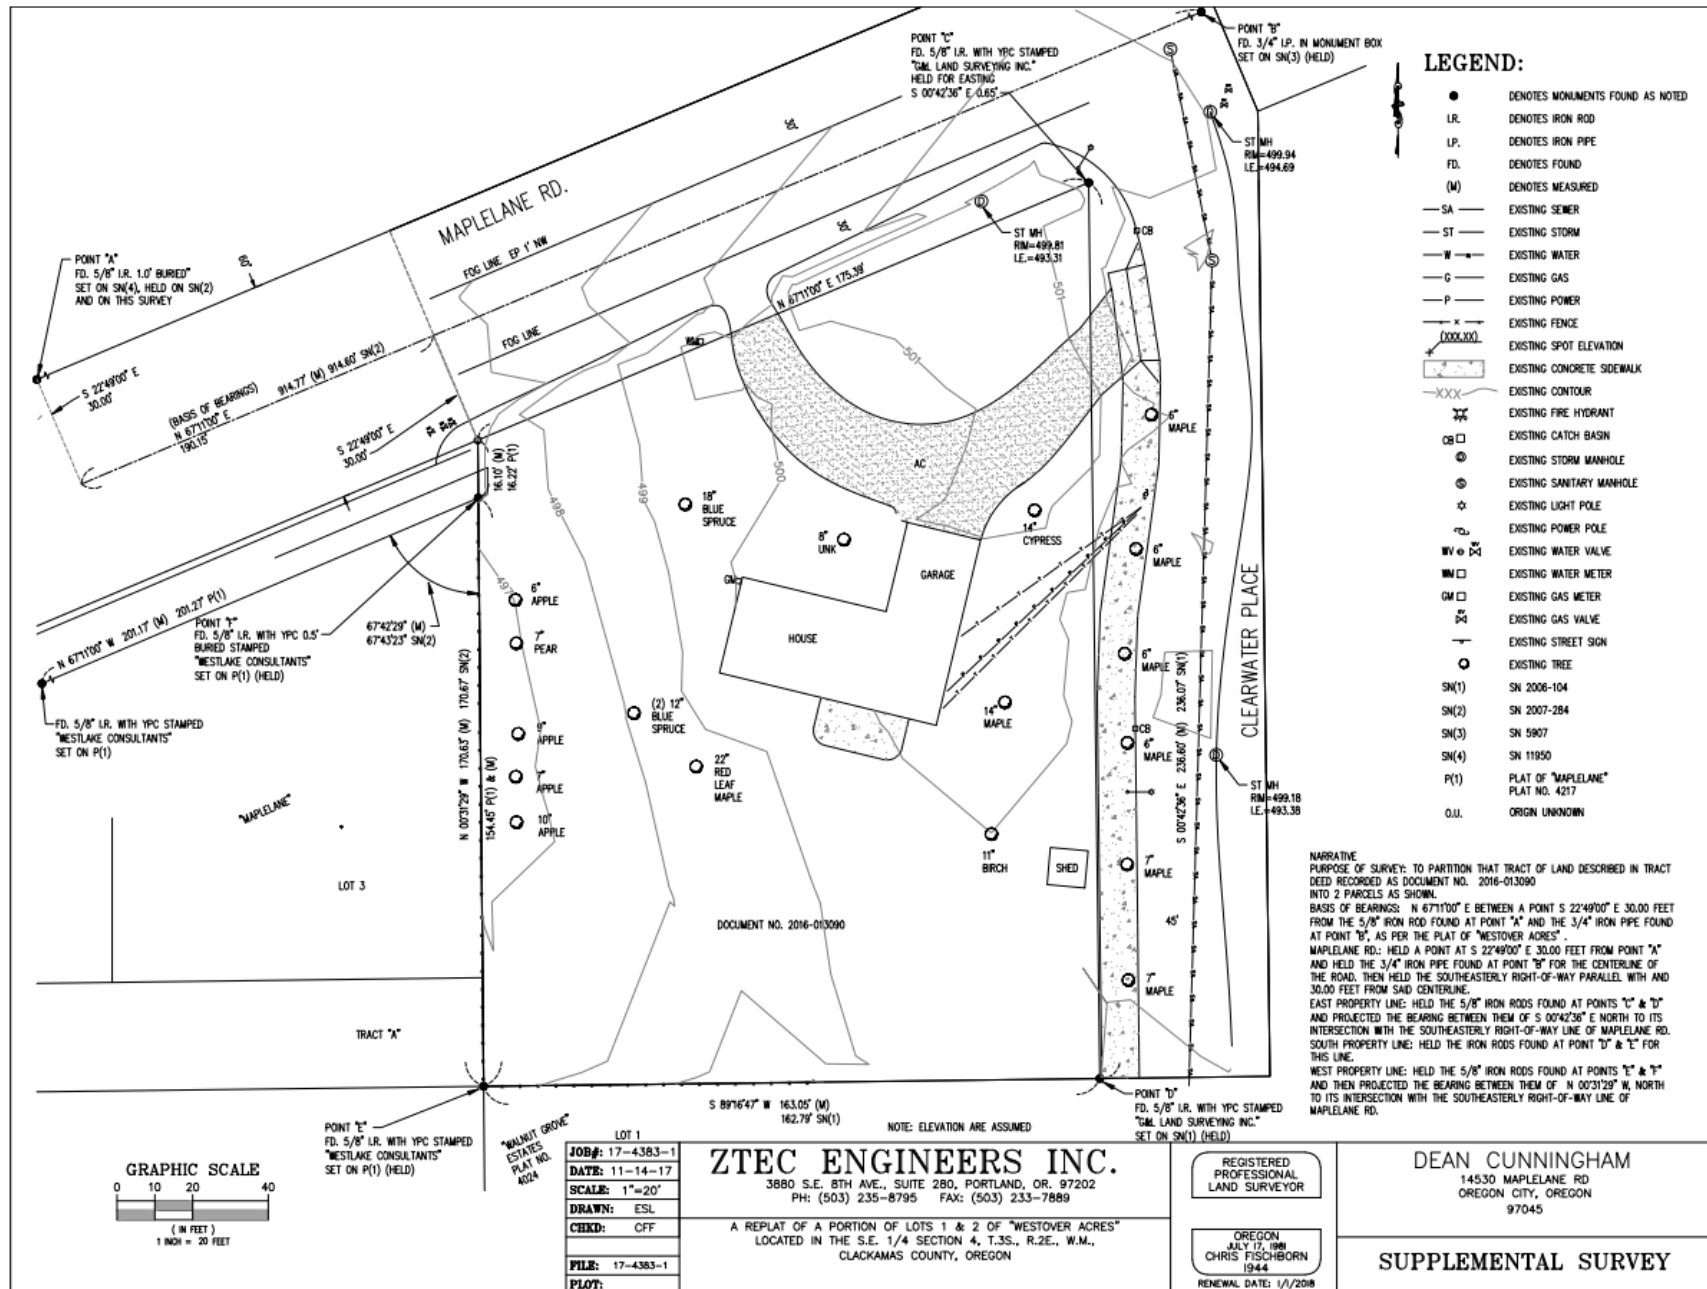 POINT "C"
FD. 5/8" I.R. WITH YPC STAMPED
"G&L LAND SURVEYING INC."
HELD FOR EASTING
S 00°42'36" E 0.65'
POINT "B"
FD. 3/4" I.P. IN MONUMENT BOX
SET ON SN(3) (HELD)
ST MH
RIM=499.94
I.E.=494.69
MAPLELANE RD.
30'
30'
60'
FOG LINE EP 1' NW
FOG LINE
POINT "A"
FD. 5/8" I.R. 1.0' BURIED"
SET ON SN(4), HELD ON SN(2)
AND ON THIS SURVEY
S 22°49'00" E
30.00'
(BASIS OF BEARINGS)
N 67°11'00" E
914.77' (M) 914.60' SN(2)
190.15'
S 22°49'00" E
30.00'
N 67°11'00" E 175.39'
ST MH
RIM=499.81
I.E.=493.31
CB
WM
501
501
500
499
498
497
AC
16.10' (M)
16.22' P(1)
18"
BLUE
SPRUCE
8"
UNK
14"
CYPRESS
6"
MAPLE
6"
MAPLE
GARAGE
GM
HOUSE
6"
APPLE
7"
PEAR
67°42'29" (M)
67°43'23" SN(2)
N 67°11'00" W 201.17' (M) 201.27' P(1)
POINT "F"
FD. 5/8" I.R. WITH YPC 0.5'
BURIED STAMPED
"WESTLAKE CONSULTANTS"
SET ON P(1) (HELD)
FD. 5/8" I.R. WITH YPC STAMPED
"WESTLAKE CONSULTANTS"
SET ON P(1)
N 00°31'29" W 170.63' (M) 170.67' SN(2)
154.45' P(1) & (M)
(2) 12"
BLUE
SPRUCE
22"
RED
LEAF
MAPLE
9"
APPLE
7"
APPLE
10"
APPLE
14"
MAPLE
6"
MAPLE
CB
6"
MAPLE
S 00°42'36" E 236.60' (M) 236.07' SN(1)
CLEARWATER PLACE
ST MH
RIM=499.18
I.E.=493.38
11"
BIRCH
SHED
7"
MAPLE
45'
7"
MAPLE
"MAPLELANE"
LOT 3
TRACT "A"
DOCUMENT NO. 2016-013090
S 89°16'47" W 163.05' (M)
162.79' SN(1)
NOTE: ELEVATION ARE ASSUMED
POINT "D"
FD. 5/8" I.R. WITH YPC STAMPED
"G&L LAND SURVEYING INC."
SET ON SN(1) (HELD)
POINT "E"
FD. 5/8" I.R. WITH YPC STAMPED
"WESTLAKE CONSULTANTS"
SET ON P(1) (HELD)
"WALNUT GROVE"
ESTATES
PLAT NO.
4024
LOT 1
LEGEND:
DENOTES MONUMENTS FOUND AS NOTED
I.R. DENOTES IRON ROD
I.P. DENOTES IRON PIPE
FD. DENOTES FOUND
(M) DENOTES MEASURED
SA EXISTING SEWER
ST EXISTING STORM
W EXISTING WATER
G EXISTING GAS
P EXISTING POWER
x EXISTING FENCE
(XXX.XX) EXISTING SPOT ELEVATION
EXISTING CONCRETE SIDEWALK
XXX EXISTING CONTOUR
EXISTING FIRE HYDRANT
CB EXISTING CATCH BASIN
D EXISTING STORM MANHOLE
S EXISTING SANITARY MANHOLE
EXISTING LIGHT POLE
EXISTING POWER POLE
WV EXISTING WATER VALVE
WM EXISTING WATER METER
GM EXISTING GAS METER
EXISTING GAS VALVE
EXISTING STREET SIGN
EXISTING TREE
SN(1) SN 2006-104
SN(2) SN 2007-284
SN(3) SN 5907
SN(4) SN 11950
P(1) PLAT OF "MAPLELANE"
PLAT NO. 4217
O.U. ORIGIN UNKNOWN
NARRATIVE
PURPOSE OF SURVEY: TO PARTITION THAT TRACT OF LAND DESCRIBED IN TRACT
DEED RECORDED AS DOCUMENT NO. 2016-013090
INTO 2 PARCELS AS SHOWN.
BASIS OF BEARINGS: N 67°11'00" E BETWEEN A POINT S 22°49'00" E 30.00 FEET
FROM THE 5/8" IRON ROD FOUND AT POINT "A" AND THE 3/4" IRON PIPE FOUND
AT POINT "B", AS PER THE PLAT OF "WESTOVER ACRES" .
MAPLELANE RD.: HELD A POINT AT S 22°49'00" E 30.00 FEET FROM POINT "A"
AND HELD THE 3/4" IRON PIPE FOUND AT POINT "B" FOR THE CENTERLINE OF
THE ROAD. THEN HELD THE SOUTHEASTERLY RIGHT-OF-WAY PARALLEL WITH AND
30.00 FEET FROM SAID CENTERLINE.
EAST PROPERTY LINE: HELD THE 5/8" IRON RODS FOUND AT POINTS "C" & "D"
AND PROJECTED THE BEARING BETWEEN THEM OF S 00°42'36" E NORTH TO ITS
INTERSECTION WITH THE SOUTHEASTERLY RIGHT-OF-WAY LINE OF MAPLELANE RD.
SOUTH PROPERTY LINE: HELD THE IRON RODS FOUND AT POINT "D" & "E" FOR
THIS LINE.
WEST PROPERTY LINE: HELD THE 5/8" IRON RODS FOUND AT POINTS "E" & "F"
AND THEN PROJECTED THE BEARING BETWEEN THEM OF N 00°31'29" W, NORTH
TO ITS INTERSECTION WITH THE SOUTHEASTERLY RIGHT-OF-WAY LINE OF
MAPLELANE RD.
GRAPHIC SCALE
0 10 20 40
( IN FEET )
1 INCH = 20 FEET
JOB#: 17-4383-1
DATE: 11-14-17
SCALE: 1"=20'
DRAWN: ESL
CHKD: CFF
FILE: 17-4383-1
PLOT:
ZTEC ENGINEERS INC.
3880 S.E. 8TH AVE., SUITE 280, PORTLAND, OR. 97202
PH: (503) 235-8795 FAX: (503) 233-7889
A REPLAT OF A PORTION OF LOTS 1 & 2 OF "WESTOVER ACRES"
LOCATED IN THE S.E. 1/4 SECTION 4, T.3S., R.2E., W.M.,
CLACKAMAS COUNTY, OREGON
REGISTERED
PROFESSIONAL
LAND SURVEYOR
OREGON
JULY 17, 1981
CHRIS FISCHBORN
1944
RENEWAL DATE: 1/1/2018
DEAN CUNNINGHAM
14530 MAPLELANE RD
OREGON CITY, OREGON
97045
SUPPLEMENTAL SURVEY